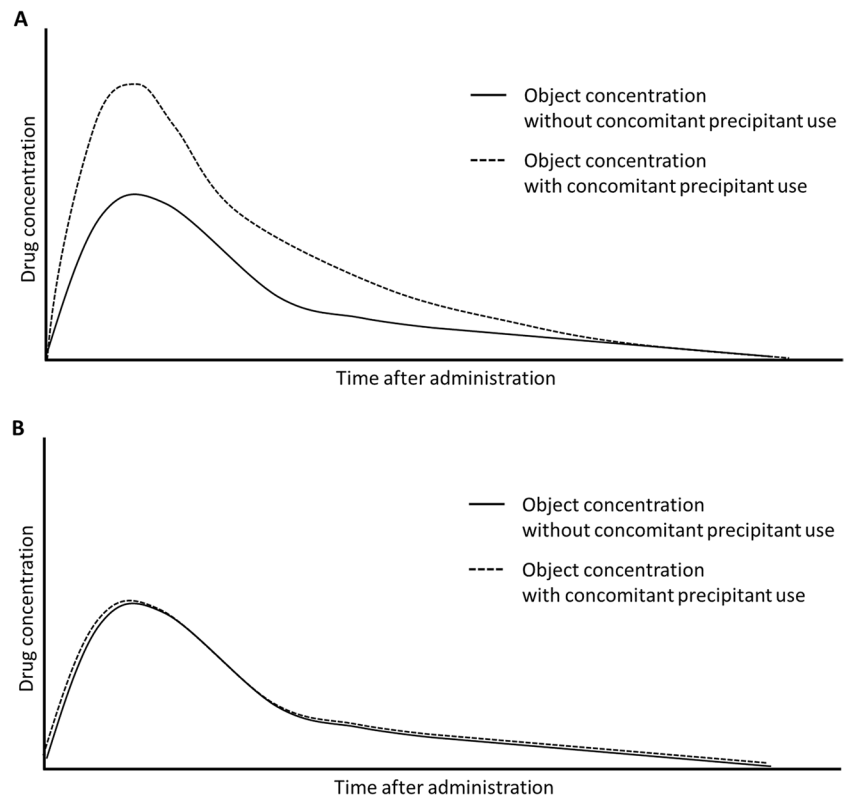 A
Drug concentration
Object concentration
without concomitant precipitant use
Object concentration
with concomitant precipitant use
Time after administration
B
Drug concentration
Object concentration
without concomitant precipitant use
Object concentration
with concomitant precipitant use
Time after administration